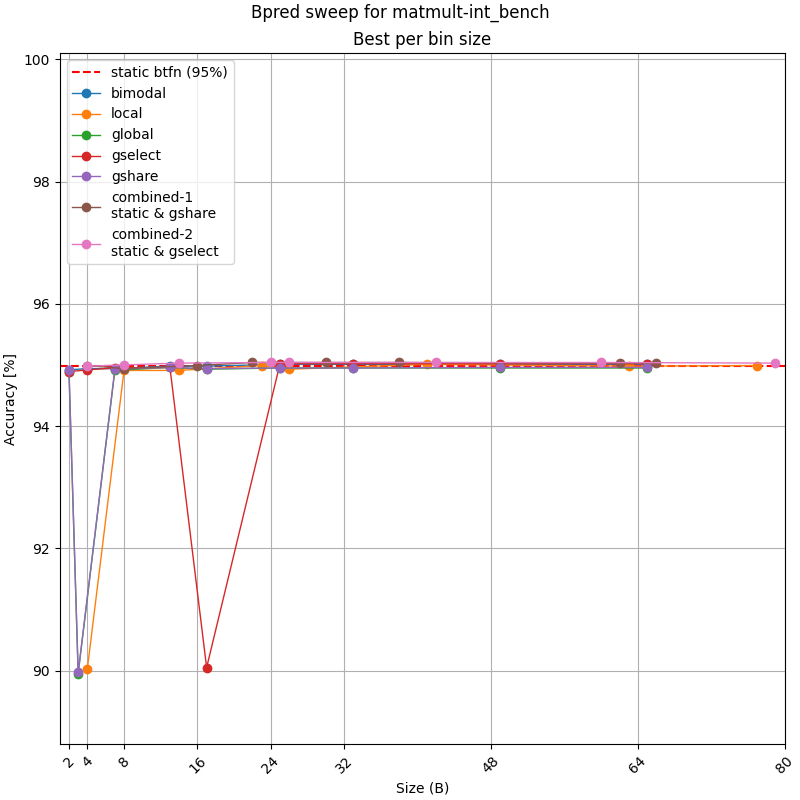 Bpred sweep for matmult-int_bench
Best per bin size
static btfn (95%)
bimodal
local
global
gselect
gshare
combined-1
static & gshare
combined-2
static & gselect
100
98
96
94
92
90
Accuracy [%]
2
4
8
16
24
32
48
64
80
Size (B)